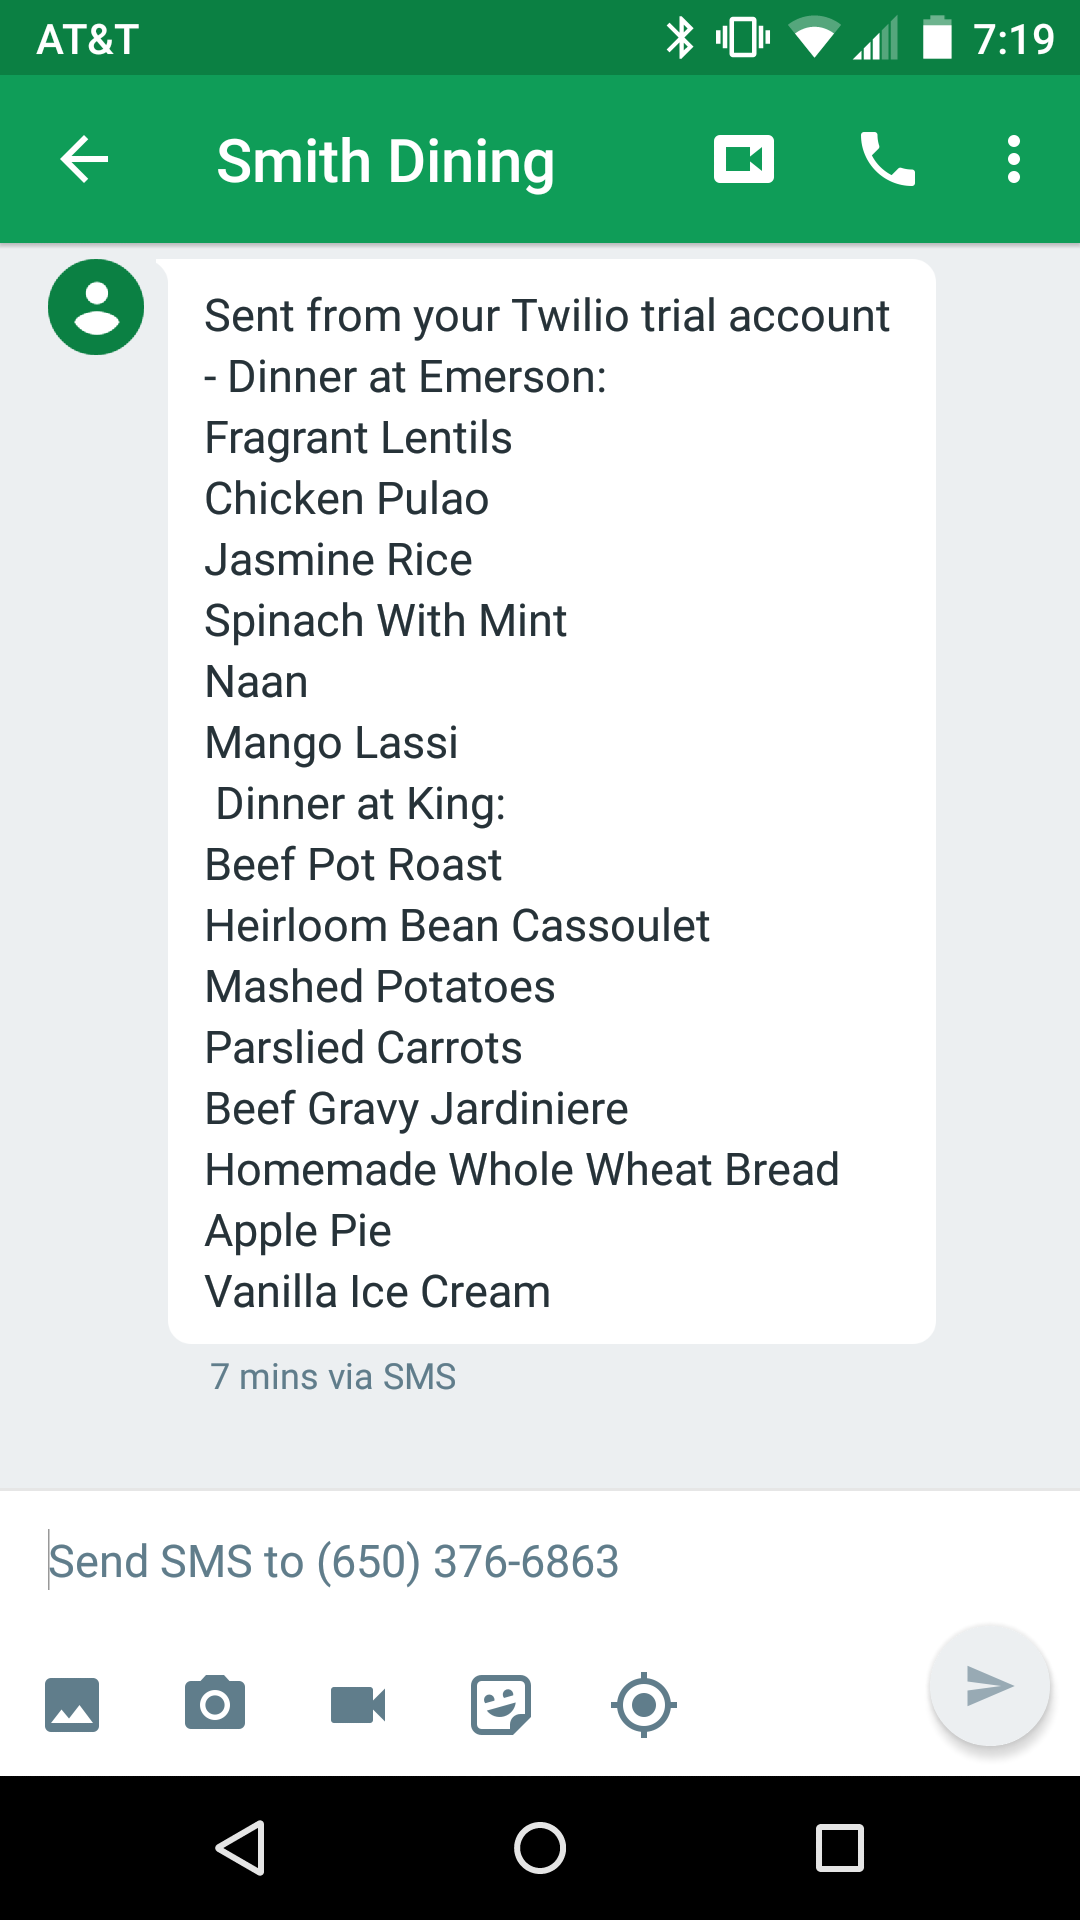 AT&T 7:19
Smith Dining
Sent from your Twilio trial account
- Dinner at Emerson:
Fragrant Lentils
Chicken Pulao
Jasmine Rice
Spinach With Mint
Naan
Mango Lassi
Dinner at King:
Beef Pot Roast
Heirloom Bean Cassoulet
Mashed Potatoes
Parslied Carrots
Beef Gravy Jardiniere
Homemade Whole Wheat Bread
Apple Pie
Vanilla Ice Cream
7 mins via SMS
Send SMS to (650) 376-6863